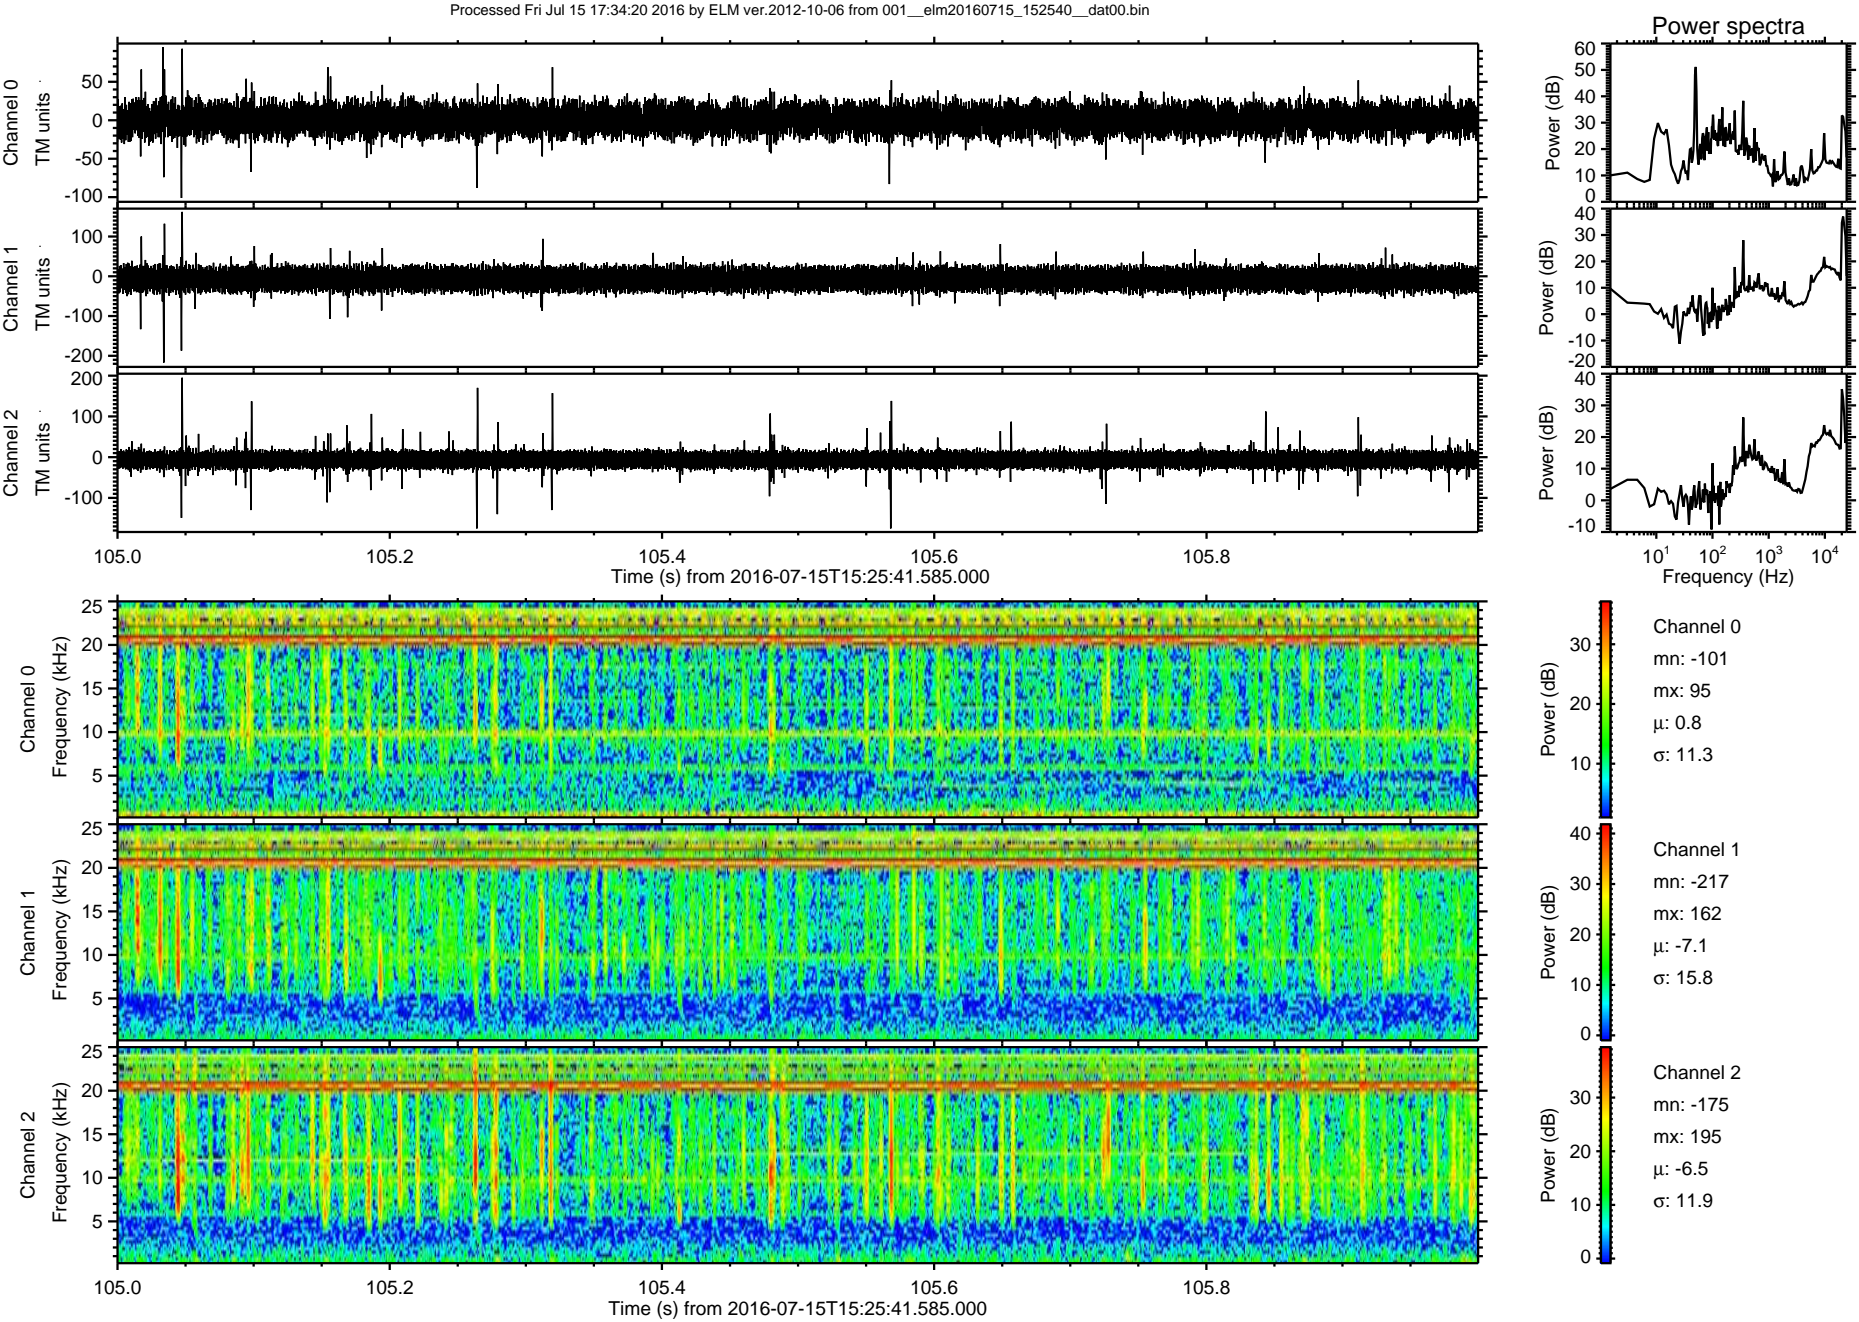 Processed Fri Jul 15 17:34:20 2016 by ELM ver.2012-10-06 from 001__elm20160715_152540__dat00.bin
Power spectra
Channel 0
TM units
50
0
-50
-100
Power (dB)
60
50
40
30
20
10
0
Channel 1
TM units
100
0
-100
-200
Power (dB)
40
30
20
10
0
-10
-20
Channel 2
TM units
200
100
0
-100
Power (dB)
40
30
20
10
0
-10
105.0 105.2 105.4 105.6 105.8
Time (s) from 2016-07-15T15:25:41.585.000
10^1 10^2 10^3 10^4
Frequency (Hz)
Channel 0
Frequency (kHz)
25
20
15
10
5
Power (dB)
30
20
10
Channel 0
mn: -101
mx: 95
μ: 0.8
σ: 11.3
Channel 1
Frequency (kHz)
25
20
15
10
5
Power (dB)
40
30
20
10
0
Channel 1
mn: -217
mx: 162
μ: -7.1
σ: 15.8
Channel 2
Frequency (kHz)
25
20
15
10
5
Power (dB)
30
20
10
0
Channel 2
mn: -175
mx: 195
μ: -6.5
σ: 11.9
105.0 105.2 105.4 105.6 105.8
Time (s) from 2016-07-15T15:25:41.585.000